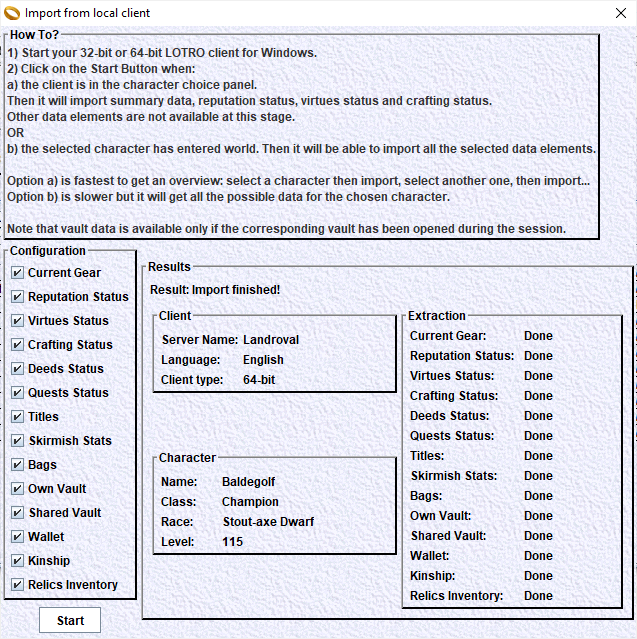 Import from local client
How To?
1) Start your 32-bit or 64-bit LOTRO client for Windows.
2) Click on the Start Button when:
a) the client is in the character choice panel.
Then it will import summary data, reputation status, virtues status and crafting status.
Other data elements are not available at this stage.
OR
b) the selected character has entered world. Then it will be able to import all the selected data elements.
Option a) is fastest to get an overview: select a character then import, select another one, then import...
Option b) is slower but it will get all the possible data for the chosen character.
Note that vault data is available only if the corresponding vault has been opened during the session.
Configuration
Current Gear
Reputation Status
Virtues Status
Crafting Status
Deeds Status
Quests Status
Titles
Skirmish Stats
Bags
Own Vault
Shared Vault
Wallet
Kinship
Relics Inventory
Start
Results
Result: Import finished!
Client
Server Name: Landroval
Language: English
Client type: 64-bit
Character
Name: Baldegolf
Class: Champion
Race: Stout-axe Dwarf
Level: 115
Extraction
Current Gear: Done
Reputation Status: Done
Virtues Status: Done
Crafting Status: Done
Deeds Status: Done
Quests Status: Done
Titles: Done
Skirmish Stats: Done
Bags: Done
Own Vault: Done
Shared Vault: Done
Wallet: Done
Kinship: Done
Relics Inventory: Done